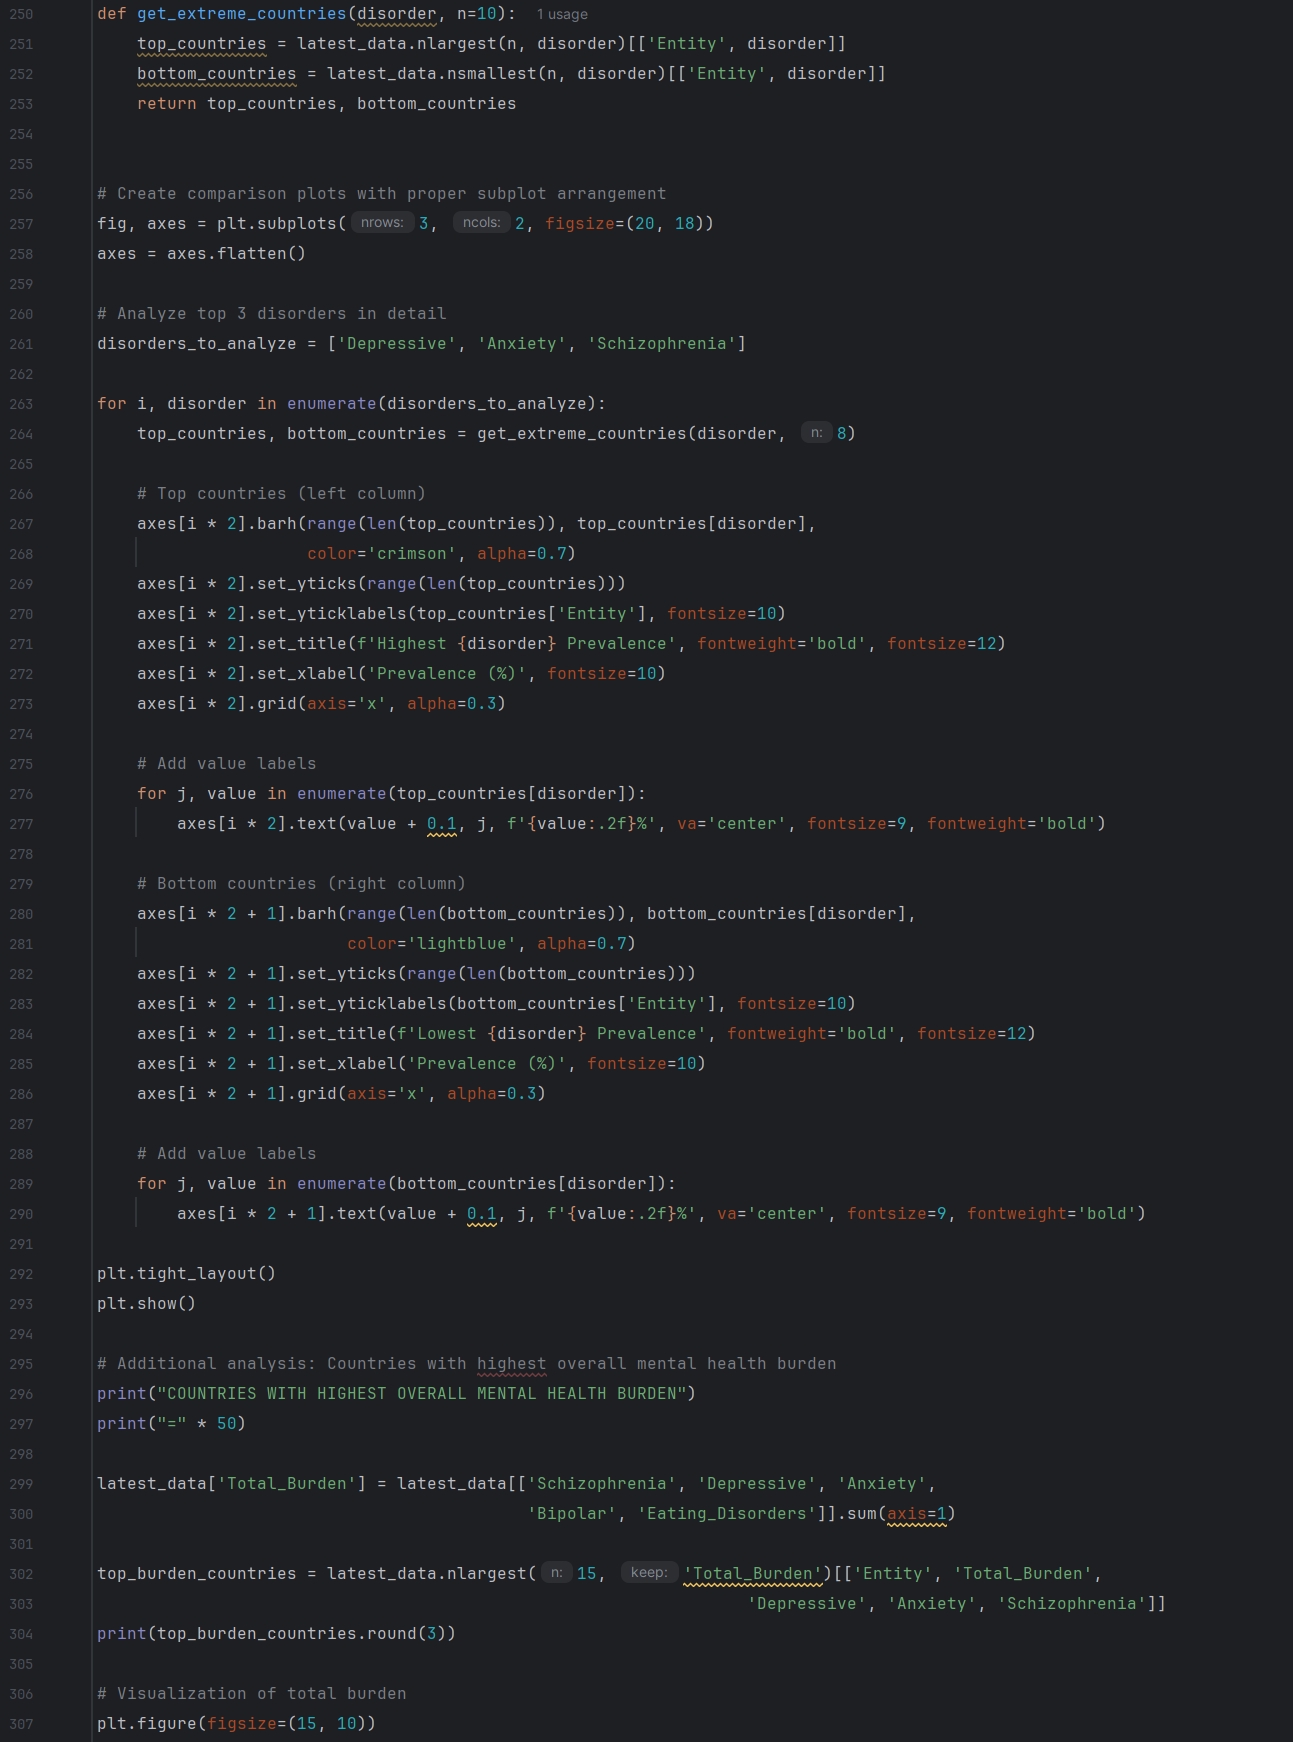 250 def get_extreme_countries(disorder, n=10): 1 usage
251 top_countries = latest_data.nlargest(n, disorder)[['Entity', disorder]]
252 bottom_countries = latest_data.nsmallest(n, disorder)[['Entity', disorder]]
253 return top_countries, bottom_countries
254
255
256 # Create comparison plots with proper subplot arrangement
257 fig, axes = plt.subplots( nrows: 3, ncols: 2, figsize=(20, 18))
258 axes = axes.flatten()
259
260 # Analyze top 3 disorders in detail
261 disorders_to_analyze = ['Depressive', 'Anxiety', 'Schizophrenia']
262
263 for i, disorder in enumerate(disorders_to_analyze):
264 top_countries, bottom_countries = get_extreme_countries(disorder, n: 8)
265
266 # Top countries (left column)
267 axes[i * 2].barh(range(len(top_countries)), top_countries[disorder],
268 color='crimson', alpha=0.7)
269 axes[i * 2].set_yticks(range(len(top_countries)))
270 axes[i * 2].set_yticklabels(top_countries['Entity'], fontsize=10)
271 axes[i * 2].set_title(f'Highest {disorder} Prevalence', fontweight='bold', fontsize=12)
272 axes[i * 2].set_xlabel('Prevalence (%)', fontsize=10)
273 axes[i * 2].grid(axis='x', alpha=0.3)
274
275 # Add value labels
276 for j, value in enumerate(top_countries[disorder]):
277 axes[i * 2].text(value + 0.1, j, f'{value:.2f}%', va='center', fontsize=9, fontweight='bold')
278
279 # Bottom countries (right column)
280 axes[i * 2 + 1].barh(range(len(bottom_countries)), bottom_countries[disorder],
281 color='lightblue', alpha=0.7)
282 axes[i * 2 + 1].set_yticks(range(len(bottom_countries)))
283 axes[i * 2 + 1].set_yticklabels(bottom_countries['Entity'], fontsize=10)
284 axes[i * 2 + 1].set_title(f'Lowest {disorder} Prevalence', fontweight='bold', fontsize=12)
285 axes[i * 2 + 1].set_xlabel('Prevalence (%)', fontsize=10)
286 axes[i * 2 + 1].grid(axis='x', alpha=0.3)
287
288 # Add value labels
289 for j, value in enumerate(bottom_countries[disorder]):
290 axes[i * 2 + 1].text(value + 0.1, j, f'{value:.2f}%', va='center', fontsize=9, fontweight='bold')
291
292 plt.tight_layout()
293 plt.show()
294
295 # Additional analysis: Countries with highest overall mental health burden
296 print("COUNTRIES WITH HIGHEST OVERALL MENTAL HEALTH BURDEN")
297 print("=" * 50)
298
299 latest_data['Total_Burden'] = latest_data[['Schizophrenia', 'Depressive', 'Anxiety',
300 'Bipolar', 'Eating_Disorders']].sum(axis=1)
301
302 top_burden_countries = latest_data.nlargest( n: 15, keep: 'Total_Burden')[['Entity', 'Total_Burden',
303 'Depressive', 'Anxiety', 'Schizophrenia']]
304 print(top_burden_countries.round(3))
305
306 # Visualization of total burden
307 plt.figure(figsize=(15, 10))